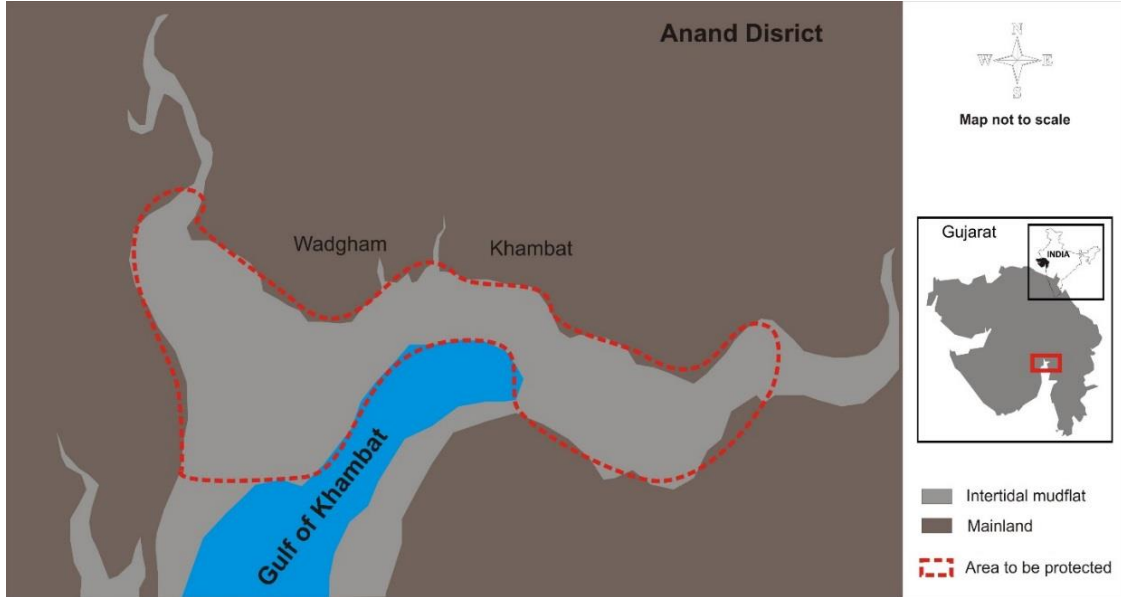 Anand Disrict
Wadgham
Khambat
Gulf of Khambat
N
W E
S
Map not to scale
Gujarat
INDIA
Intertidal mudflat
Mainland
Area to be protected